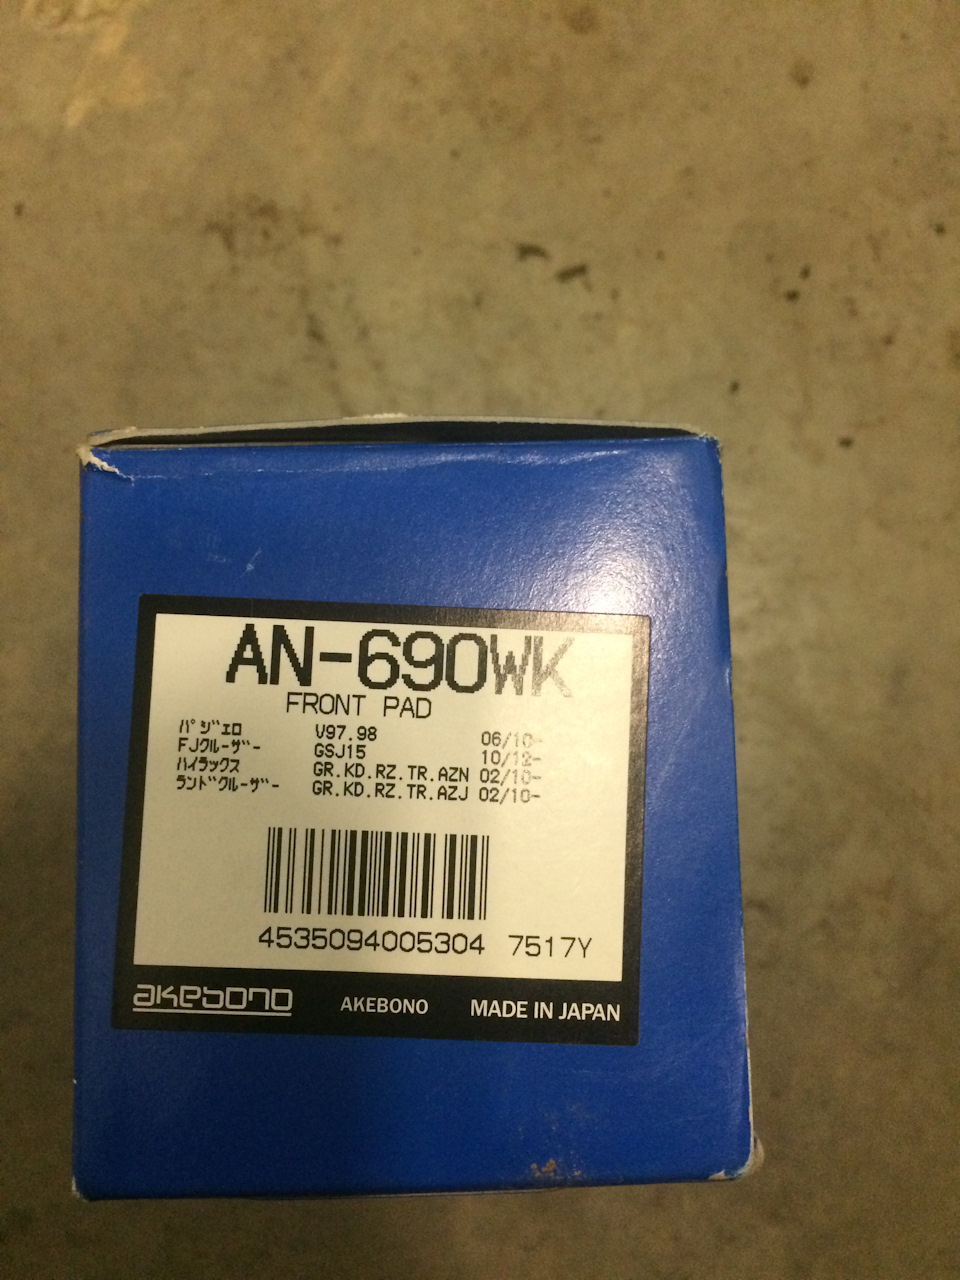 AN-690WK
FRONT PAD
ﾊﾟｼﾞｪﾛ V97.98 06/10-
FJｸﾙｰｻﾞｰ GSJ15 10/12-
ﾊｲﾗｯｸｽ GR.KD.RZ.TR.AZN 02/10-
ﾗﾝﾄﾞｸﾙｰｻﾞｰ GR.KD.RZ.TR.AZJ 02/10-
4535094005304 7517Y
akebono AKEBONO MADE IN JAPAN